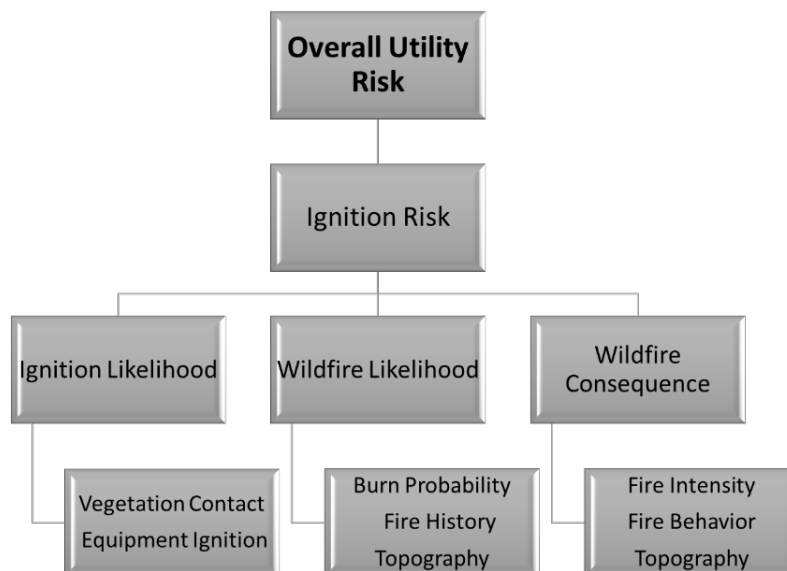 Overall Utility
Risk
Ignition Risk
Ignition Likelihood
Wildfire Likelihood
Wildfire
Consequence
Vegetation Contact
Equipment Ignition
Burn Probability
Fire History
Topography
Fire Intensity
Fire Behavior
Topography